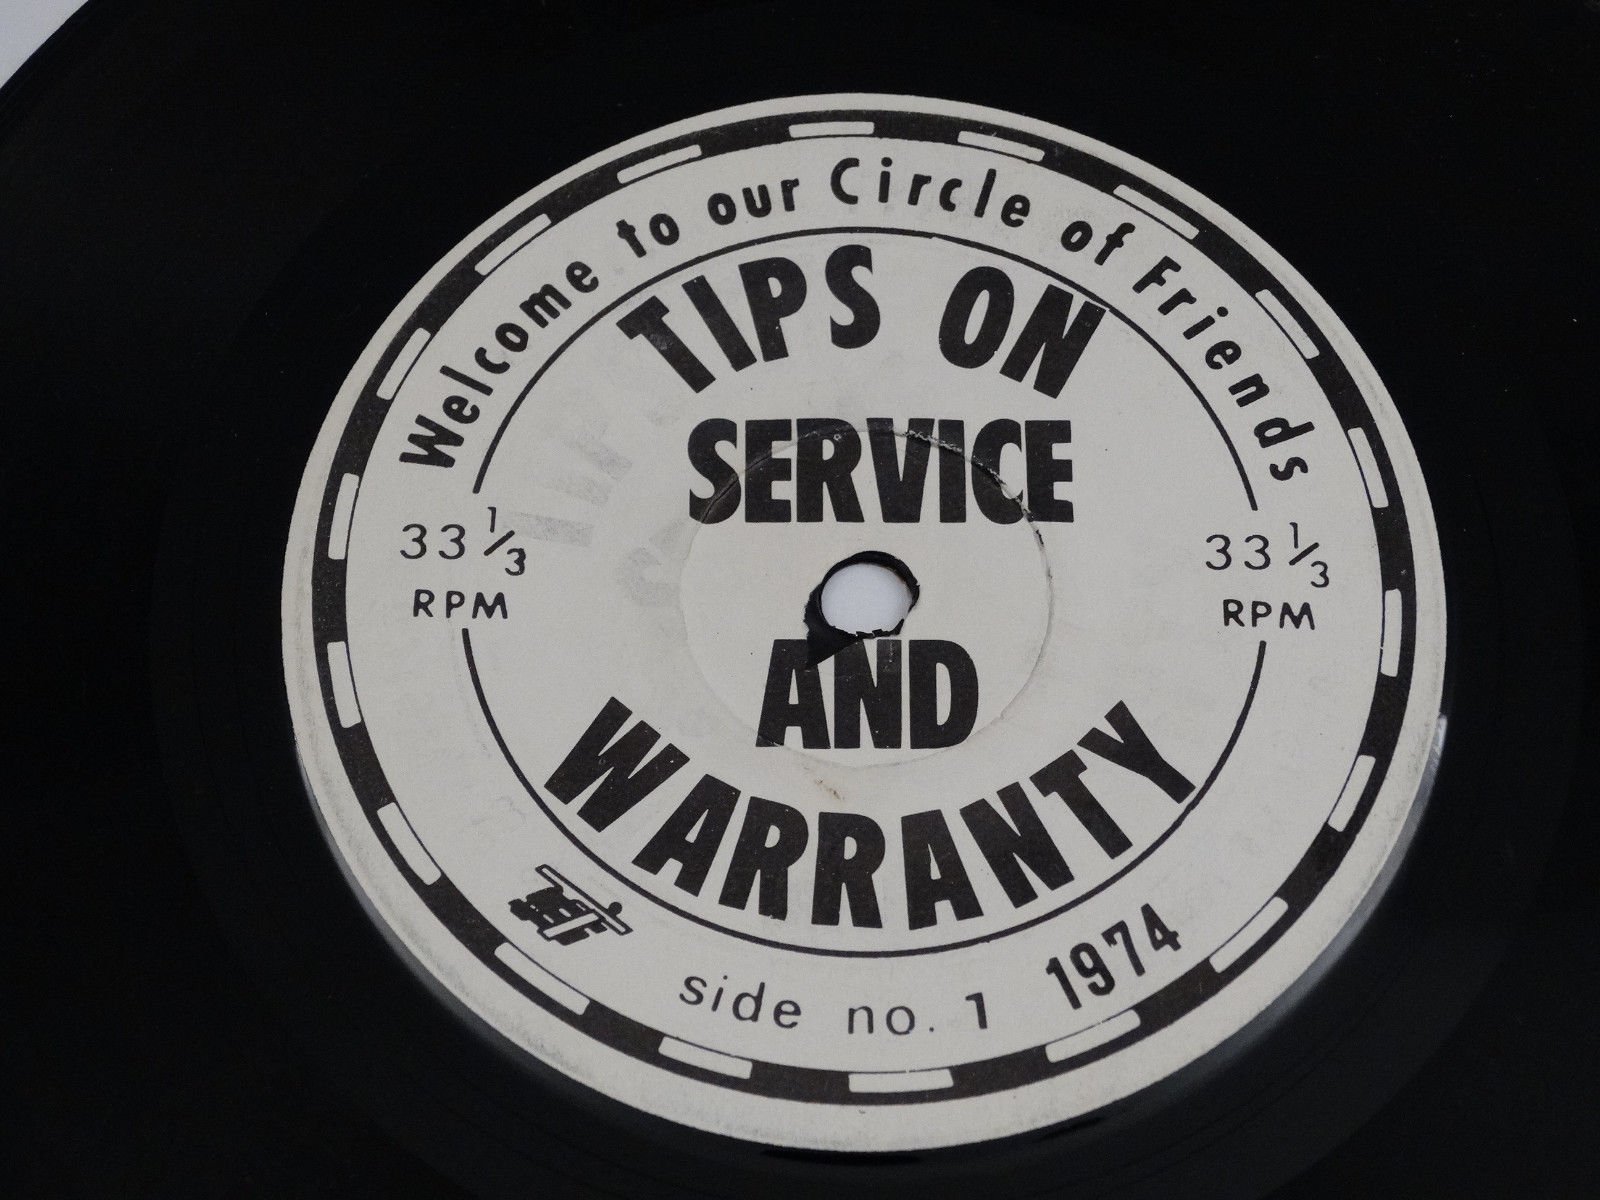 Welcome to our Circle of Friends
TIPS ON
SERVICE
AND
WARRANTY
33 1/3
RPM
33 1/3
RPM
side no. 1 1974